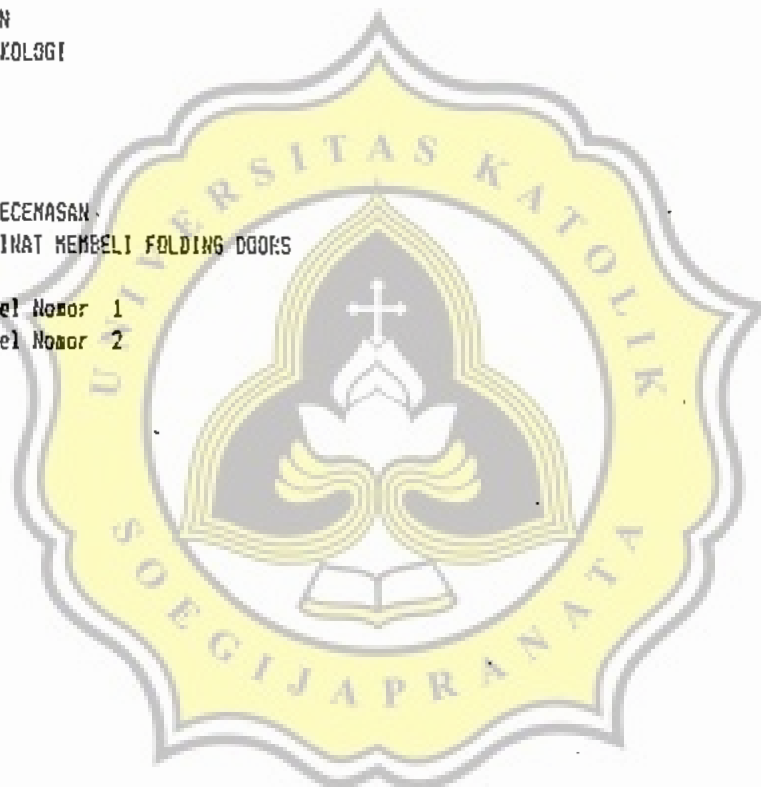 N
KOLOGI
ECEMASAN
INAT MEMBELI FOLDING DOORS
el Nomor 1
el Nomor 2
UNIVERSITAS KATOLIK
SOEGIJAPRANATA